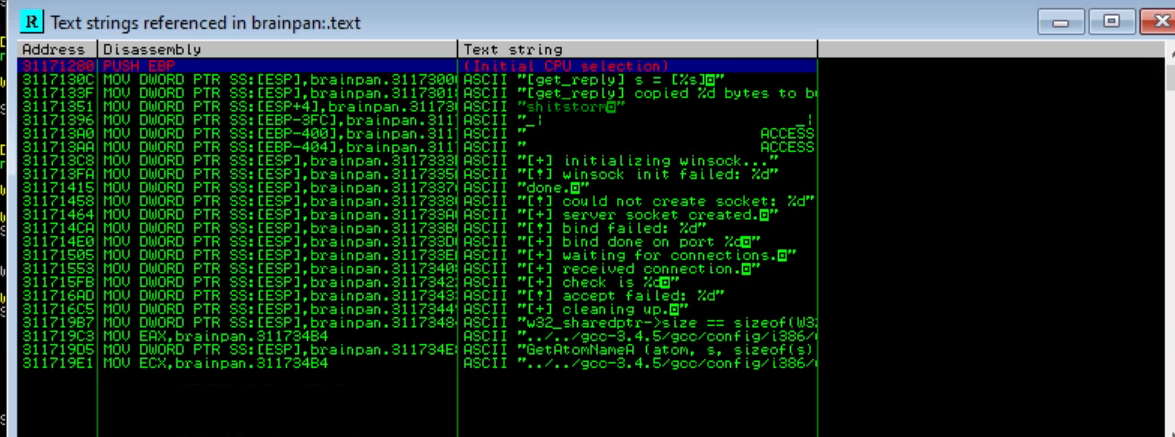 R Text strings referenced in brainpan:.text
Address Disassembly Text string
31171280 PUSH EBP (Initial CPU selection)
3117130C MOV DWORD PTR SS:[ESP],brainpan.3117300 ASCII "[get_reply] s = [%s]"
3117133F MOV DWORD PTR SS:[ESP],brainpan.3117301 ASCII "[get_reply] copied %d bytes to b
31171351 MOV DWORD PTR SS:[ESP+4],brainpan.31173 ASCII "shitstorm"
31171396 MOV DWORD PTR SS:[EBP-3FC],brainpan.311 ASCII "_| _|
311713A0 MOV DWORD PTR SS:[EBP-400],brainpan.311 ASCII " ACCESS
311713AA MOV DWORD PTR SS:[EBP-404],brainpan.311 ASCII " ACCESS
311713C8 MOV DWORD PTR SS:[ESP],brainpan.3117333 ASCII "[+] initializing winsock..."
311713FA MOV DWORD PTR SS:[ESP],brainpan.3117335 ASCII "[!] winsock init failed: %d"
31171415 MOV DWORD PTR SS:[ESP],brainpan.3117337 ASCII "done."
31171458 MOV DWORD PTR SS:[ESP],brainpan.3117338 ASCII "[!] could not create socket: %d"
31171464 MOV DWORD PTR SS:[ESP],brainpan.311733A ASCII "[+] server socket created."
311714CA MOV DWORD PTR SS:[ESP],brainpan.311733B ASCII "[!] bind failed: %d"
311714E0 MOV DWORD PTR SS:[ESP],brainpan.311733D ASCII "[+] bind done on port %d"
31171505 MOV DWORD PTR SS:[ESP],brainpan.311733E ASCII "[+] waiting for connections."
31171553 MOV DWORD PTR SS:[ESP],brainpan.3117340 ASCII "[+] received connection."
311715FB MOV DWORD PTR SS:[ESP],brainpan.3117342 ASCII "[+] check is %d"
311716AD MOV DWORD PTR SS:[ESP],brainpan.3117343 ASCII "[!] accept failed: %d"
311716C5 MOV DWORD PTR SS:[ESP],brainpan.3117344 ASCII "[+] cleaning up."
311719B7 MOV DWORD PTR SS:[ESP],brainpan.3117348 ASCII "w32_sharedptr->size == sizeof(W3
311719C3 MOV EAX,brainpan.311734B4 ASCII "../../gcc-3.4.5/gcc/config/i386/
311719D5 MOV DWORD PTR SS:[ESP],brainpan.311734E ASCII "GetAtomNameA (atom, s, sizeof(s)
311719E1 MOV ECX,brainpan.311734B4 ASCII "../../gcc-3.4.5/gcc/config/i386/